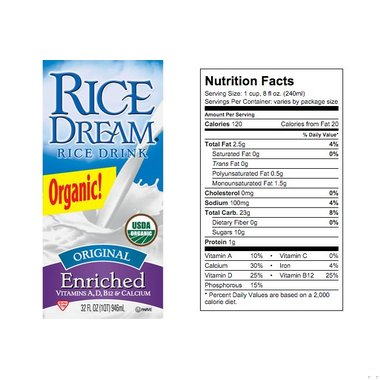 RICE
DREAM
RICE DRINK
Organic!
USDA
ORGANIC
ORIGINAL
Enriched
VITAMINS A, D, B12 & CALCIUM
32 FL OZ (1QT) 946mL
Nutrition Facts
Serving Size: 1 cup, 8 fl. oz. (240ml)
Servings Per Container: varies by package size
Amount Per Serving
Calories 120 Calories from Fat 20
% Daily Value*
Total Fat 2.5g 4%
Saturated Fat 0g 0%
Trans Fat 0g
Polyunsaturated Fat 0.5g
Monounsaturated Fat 1.5g
Cholesterol 0mg 0%
Sodium 100mg 4%
Total Carb. 23g 8%
Dietary Fiber 0g 0%
Sugars 10g
Protein 1g
Vitamin A 10% • Vitamin C 0%
Calcium 30% • Iron 4%
Vitamin D 25% • Vitamin B12 25%
Phosphorous 15%
* Percent Daily Values are based on a 2,000
calorie diet.